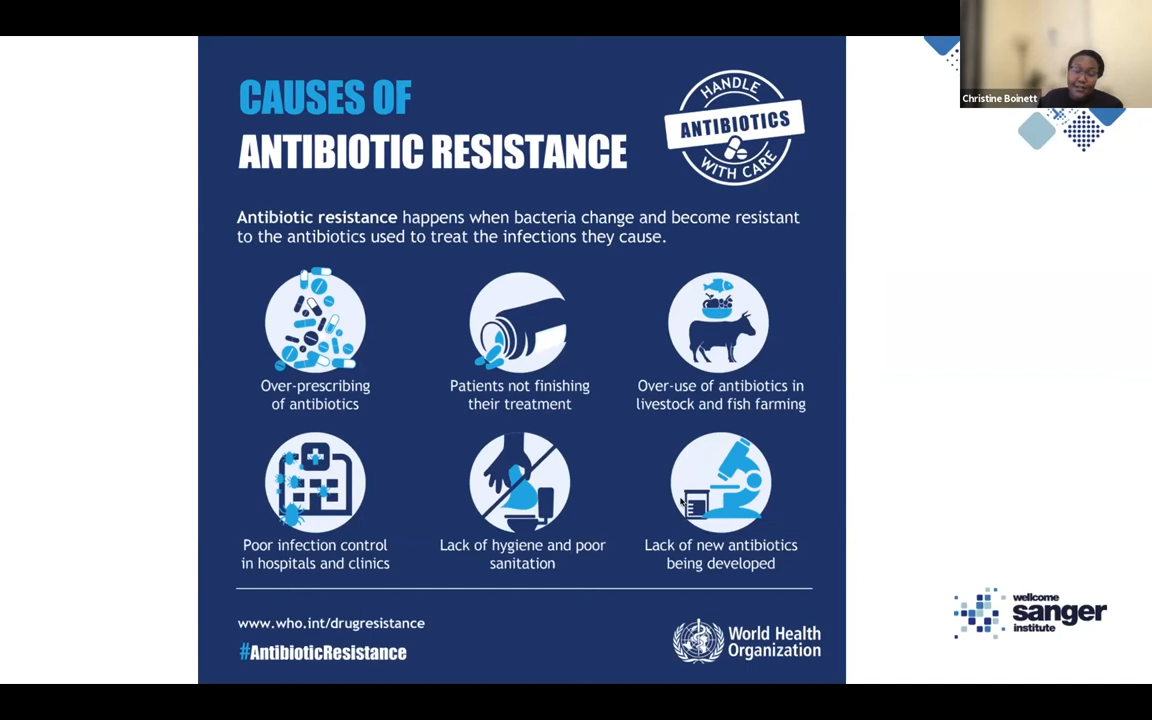 Christine Boinett
CAUSES OF
ANTIBIOTIC RESISTANCE
HANDLE
ANTIBIOTICS
WITH CARE
Antibiotic resistance happens when bacteria change and become resistant
to the antibiotics used to treat the infections they cause.
Over-prescribing
of antibiotics
Patients not finishing
their treatment
Over-use of antibiotics in
livestock and fish farming
Poor infection control
in hospitals and clinics
Lack of hygiene and poor
sanitation
Lack of new antibiotics
being developed
www.who.int/drugresistance
#AntibioticResistance
World Health
Organization
wellcome
sanger
institute